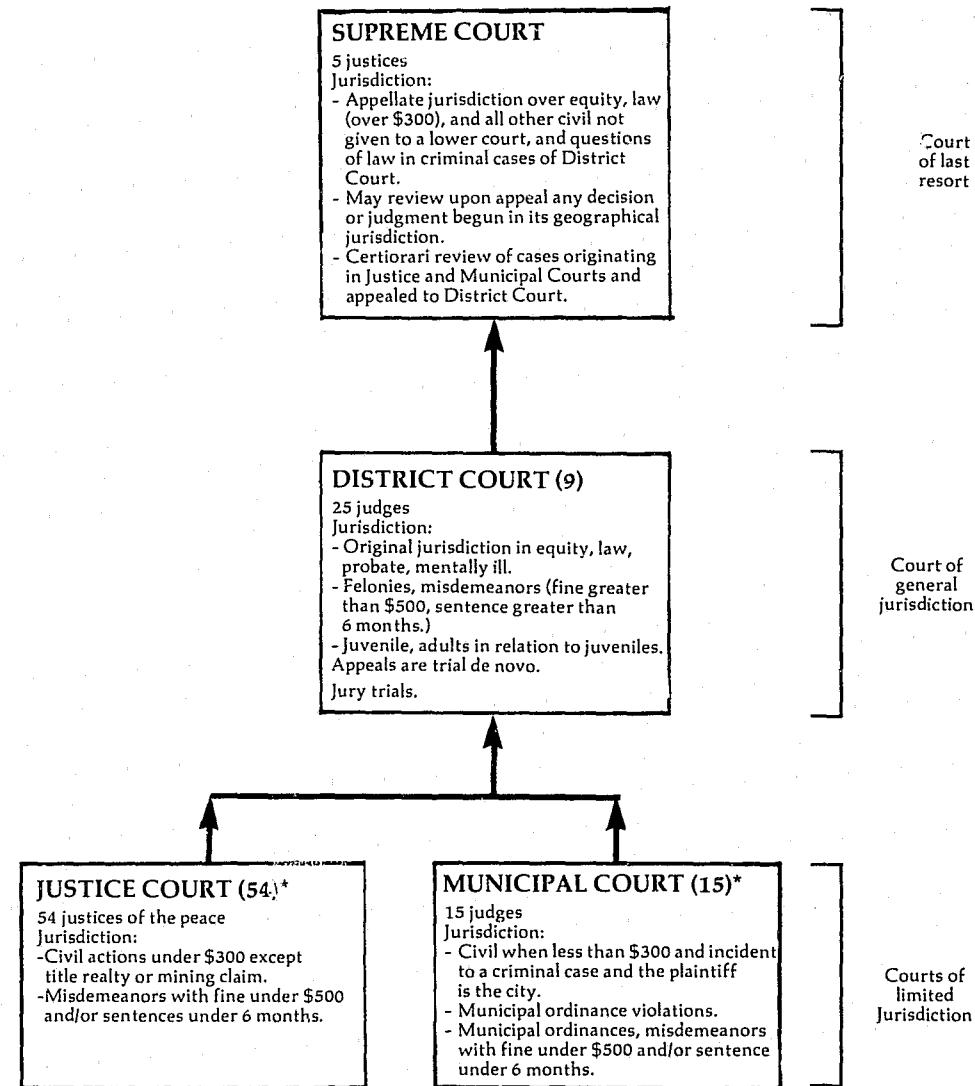 SUPREME COURT
5 justices
Jurisdiction:
- Appellate jurisdiction over equity, law
(over $300), and all other civil not
given to a lower court, and questions
of law in criminal cases of District
Court.
- May review upon appeal any decision
or judgment begun in its geographical
jurisdiction.
- Certiorari review of cases originating
in Justice and Municipal Courts and
appealed to District Court.
Court
of last
resort
DISTRICT COURT (9)
25 judges
Jurisdiction:
- Original jurisdiction in equity, law,
probate, mentally ill.
- Felonies, misdemeanors (fine greater
than $500, sentence greater than
6 months.)
- Juvenile, adults in relation to juveniles.
Appeals are trial de novo.
Jury trials.
Court of
general
jurisdiction
JUSTICE COURT (54)*
54 justices of the peace
Jurisdiction:
-Civil actions under $300 except
title realty or mining claim.
-Misdemeanors with fine under $500
and/or sentences under 6 months.
MUNICIPAL COURT (15)*
15 judges
Jurisdiction:
- Civil when less than $300 and incident
to a criminal case and the plaintiff
is the city.
- Municipal ordinance violations.
- Municipal ordinances, misdemeanors
with fine under $500 and/or sentence
under 6 months.
Courts of
limited
Jurisdiction